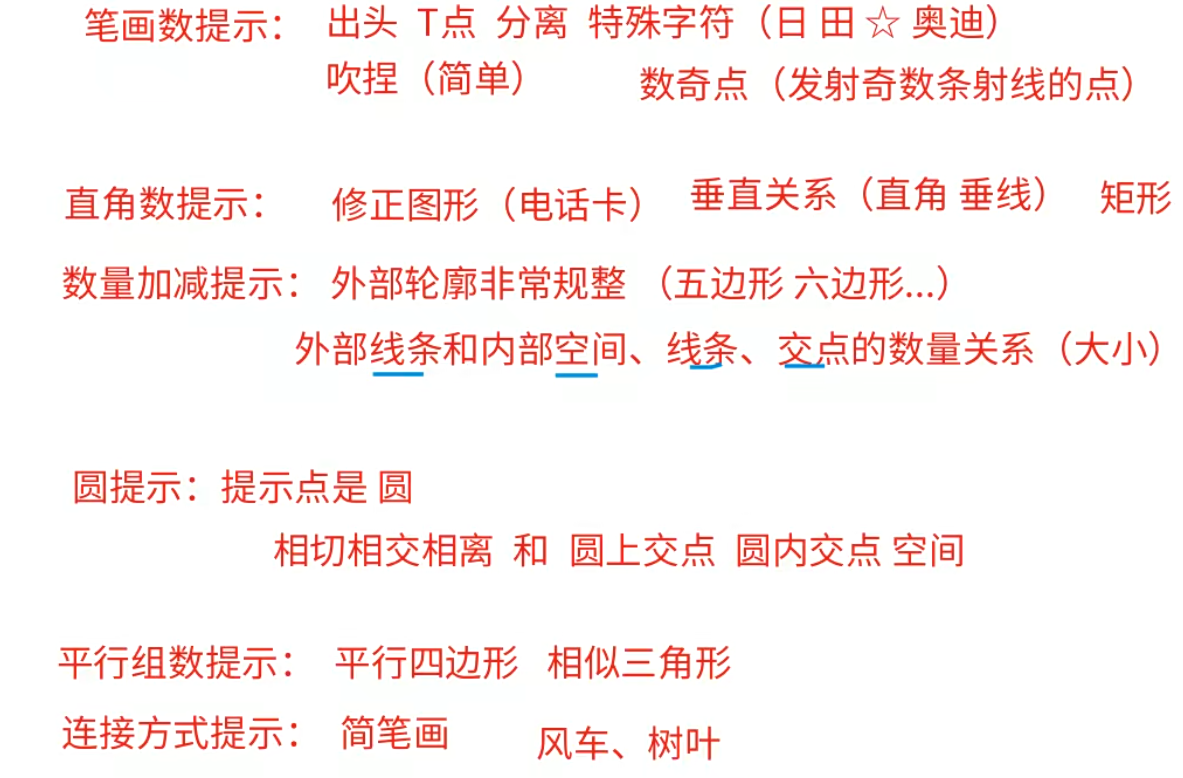 笔画数提示： 出头 T点 分离 特殊字符（日 田 ☆ 奥迪）
吹捏（简单） 数奇点（发射奇数条射线的点）
直角数提示： 修正图形（电话卡） 垂直关系（直角 垂线） 矩形
数量加减提示： 外部轮廓非常规整 （五边形 六边形...）
外部线条和内部空间、线条、交点的数量关系（大小）
圆提示：提示点是 圆
相切相交相离 和 圆上交点 圆内交点 空间
平行组数提示： 平行四边形 相似三角形
连接方式提示： 简笔画 风车、树叶